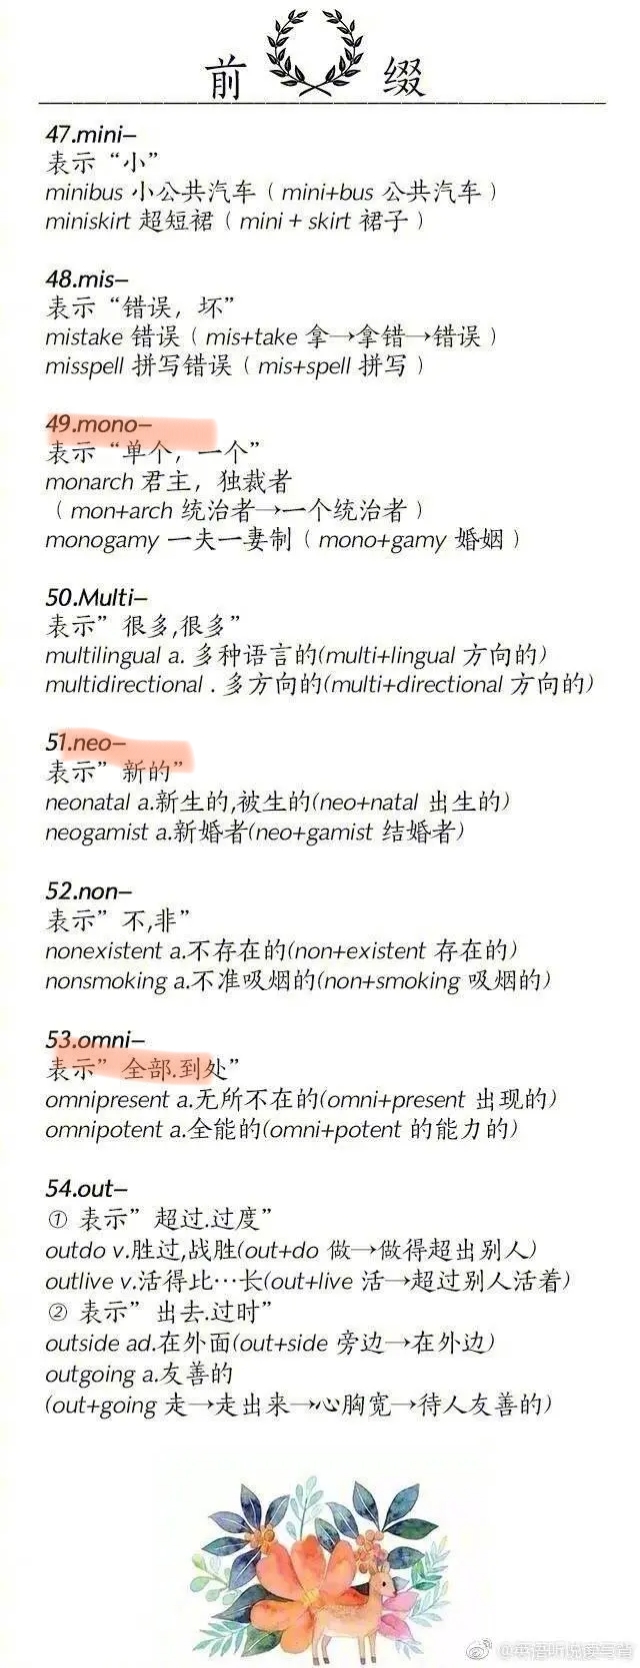 前缀
47.mini–
表示“小”
minibus 小公共汽车（mini+bus 公共汽车）
miniskirt 超短裙（mini + skirt 裙子）
48.mis–
表示“错误，坏”
mistake 错误（mis+take 拿→拿错→错误）
misspell 拼写错误（mis+spell 拼写）
49.mono–
表示“单个，一个”
monarch 君主，独裁者
（mon+arch 统治者→一个统治者）
monogamy 一夫一妻制（mono+gamy 婚姻）
50.Multi–
表示”很多,很多”
multilingual a. 多种语言的(multi+lingual 方向的)
multidirectional . 多方向的(multi+directional 方向的)
51.neo–
表示”新的”
neonatal a.新生的,被生的(neo+natal 出生的)
neogamist a.新婚者(neo+gamist 结婚者)
52.non–
表示”不,非”
nonexistent a.不存在的(non+existent 存在的)
nonsmoking a.不准吸烟的(non+smoking 吸烟的)
53.omni–
表示”全部.到处”
omnipresent a.无所不在的(omni+present 出现的)
omnipotent a.全能的(omni+potent 的能力的)
54.out–
① 表示”超过.过度”
outdo v.胜过,战胜(out+do 做→做得超出别人)
outlive v.活得比…长(out+live 活→超过别人活着)
② 表示”出去.过时”
outside ad.在外面(out+side 旁边→在外边)
outgoing a.友善的
(out+going 走→走出来→心胸宽→待人友善的)
@英语听说读写背